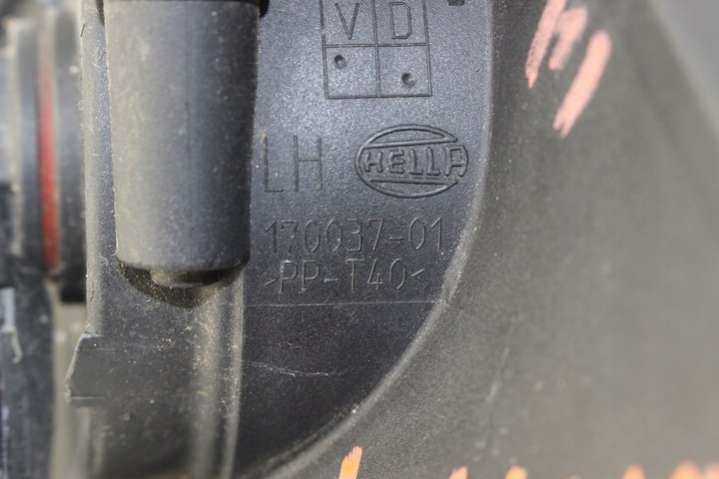 V D
LH HELLA
170037-01
>PP-T40<